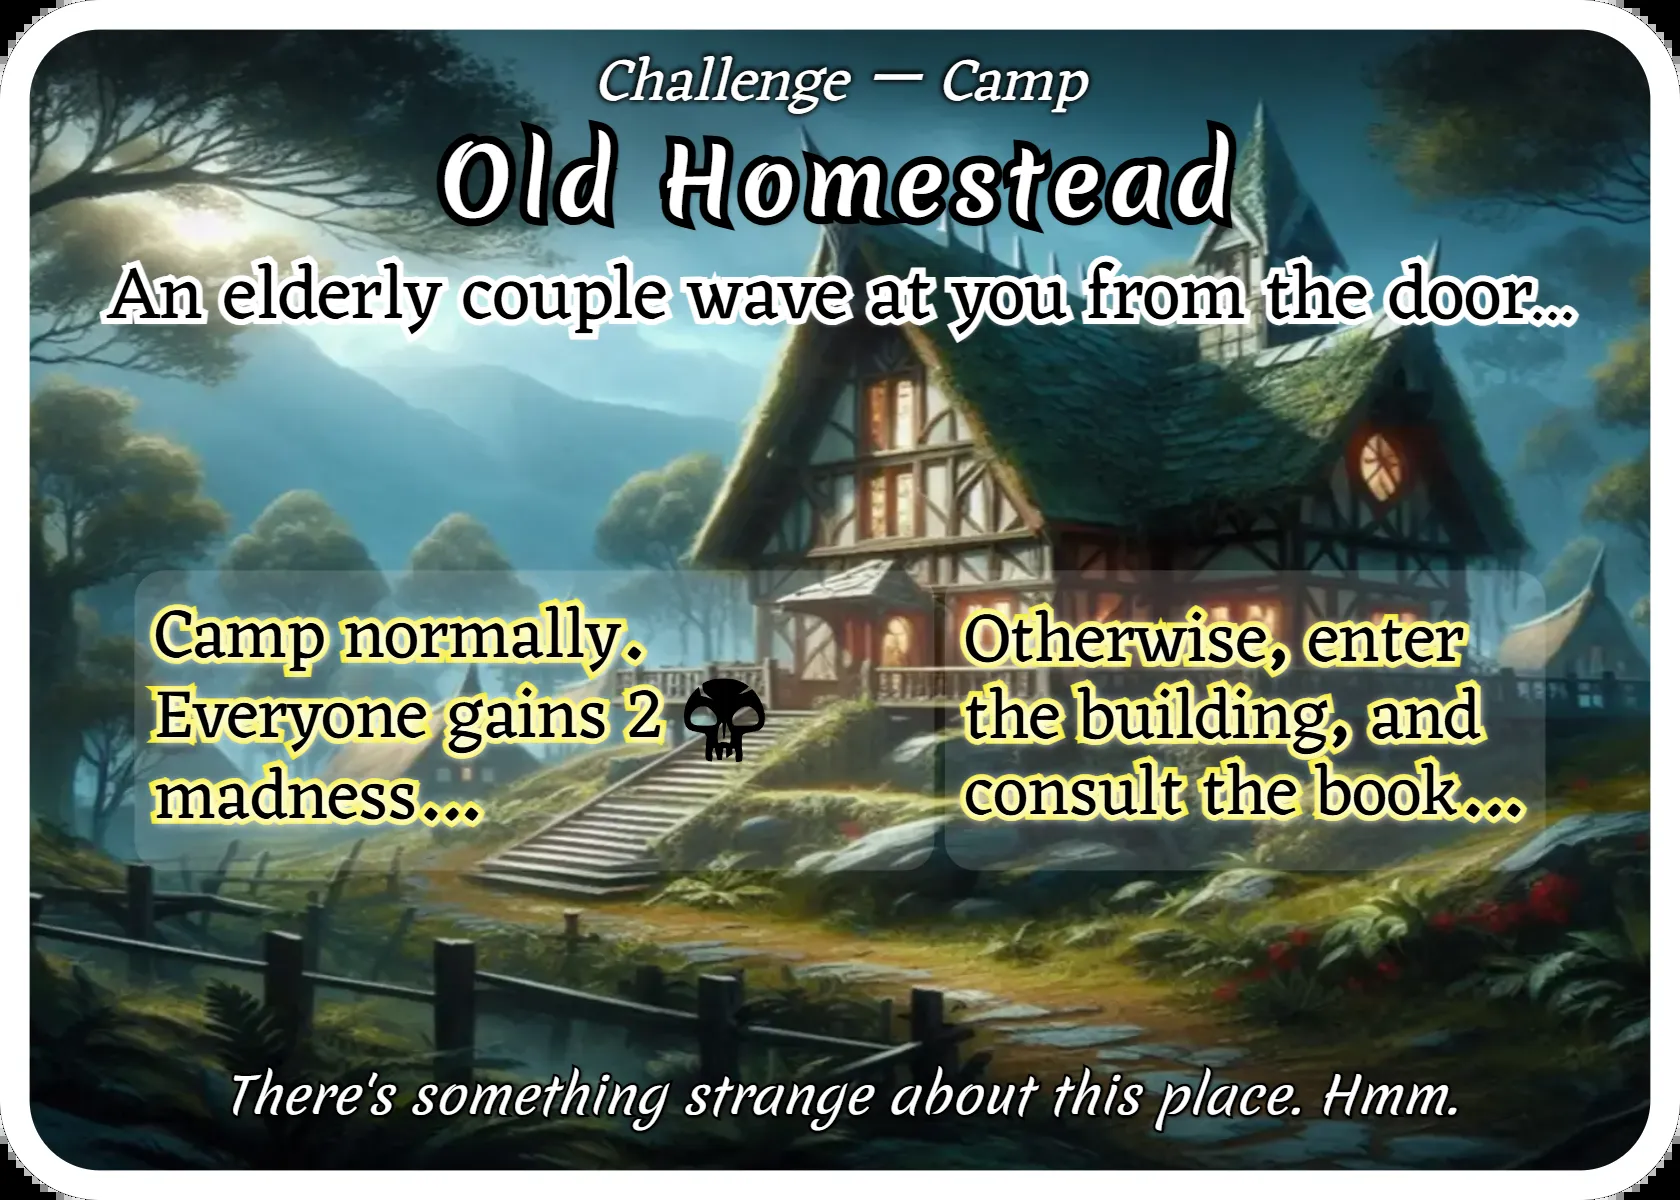 Challenge — Camp
Old Homestead
An elderly couple wave at you from the door...
Camp normally.
Everyone gains 2
madness...
Otherwise, enter
the building, and
consult the book...
There's something strange about this place. Hmm.